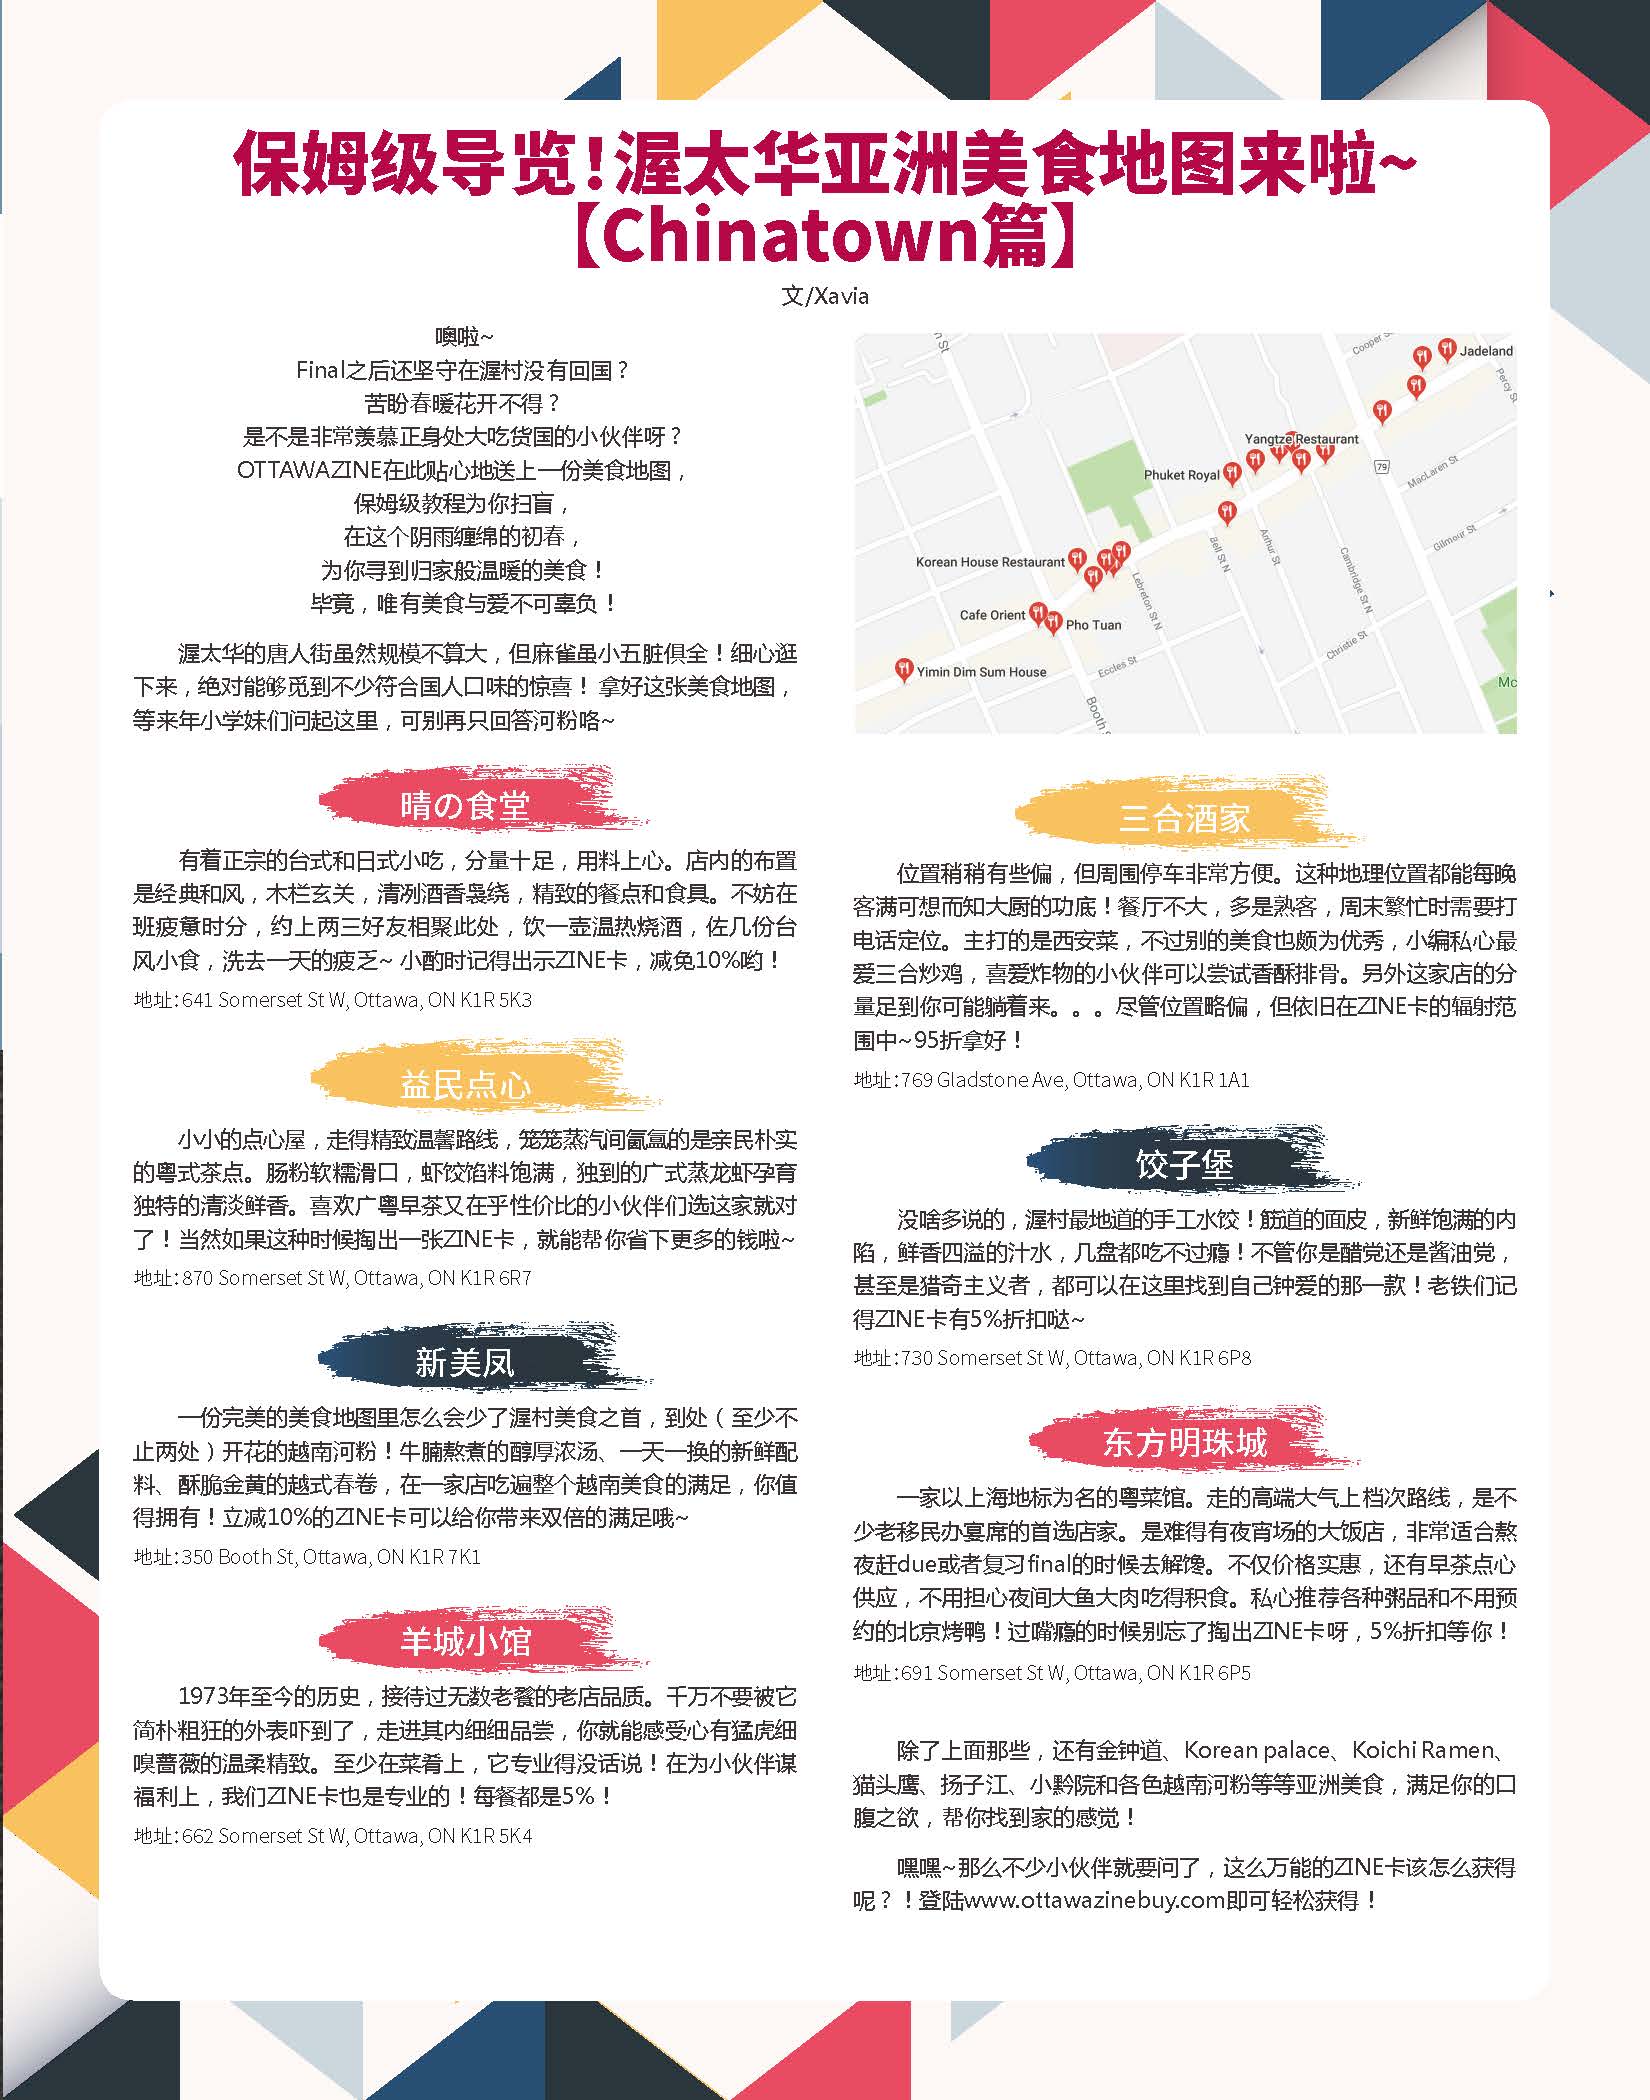 保姆级导览！渥太华亚洲美食地图来啦~
【Chinatown篇】
文/Xavia
噢啦~
Final之后还坚守在渥村没有回国？
苦盼春暖花开不得？
是不是非常羡慕正身处大吃货国的小伙伴呀？
OTTAWAZINE在此贴心地送上一份美食地图，
保姆级教程为你扫盲，
在这个阴雨缠绵的初春，
为你寻到归家般温暖的美食！
毕竟，唯有美食与爱不可辜负！
渥太华的唐人街虽然规模不算大，但麻雀虽小五脏俱全！细心逛
下来，绝对能够觅到不少符合国人口味的惊喜！ 拿好这张美食地图，
等来年小学妹们问起这里，可别再只回答河粉咯~
晴の食堂
有着正宗的台式和日式小吃，分量十足，用料上心。店内的布置
是经典和风，木栏玄关，清冽酒香袅绕，精致的餐点和食具。不妨在
班疲惫时分，约上两三好友相聚此处，饮一壶温热烧酒，佐几份台
风小食，洗去一天的疲乏~ 小酌时记得出示ZINE卡，减免10%哟！
地址：641 Somerset St W, Ottawa, ON K1R 5K3
益民点心
小小的点心屋，走得精致温馨路线，笼笼蒸汽间氤氲的是亲民朴实
的粤式茶点。肠粉软糯滑口，虾饺馅料饱满，独到的广式蒸龙虾孕育
独特的清淡鲜香。喜欢广粤早茶又在乎性价比的小伙伴们选这家就对
了！当然如果这种时候掏出一张ZINE卡，就能帮你省下更多的钱啦~
地址：870 Somerset St W, Ottawa, ON K1R 6R7
新美凤
一份完美的美食地图里怎么会少了渥村美食之首，到处（至少不
止两处）开花的越南河粉！牛腩熬煮的醇厚浓汤、一天一换的新鲜配
料、酥脆金黄的越式春卷，在一家店吃遍整个越南美食的满足，你值
得拥有！立减10%的ZINE卡可以给你带来双倍的满足哦~
地址：350 Booth St, Ottawa, ON K1R 7K1
羊城小馆
1973年至今的历史，接待过无数老餮的老店品质。千万不要被它
简朴粗狂的外表吓到了，走进其内细细品尝，你就能感受心有猛虎细
嗅蔷薇的温柔精致。至少在菜肴上，它专业得没话说！在为小伙伴谋
福利上，我们ZINE卡也是专业的！每餐都是5%！
地址：662 Somerset St W, Ottawa, ON K1R 5K4
n St
Cooper S
Jadeland
Percy S
Yangtze Restaurant
79
Phuket Royal
MacLaren St
Gilmour St
Bell St N
Arthur St
Cambridge St N
Korean House Restaurant
Lebreton St N
Cafe Orient
Pho Tuan
Christie St
Eccles St
Yimin Dim Sum House
Booth S
Mc
三合酒家
位置稍稍有些偏，但周围停车非常方便。这种地理位置都能每晚
客满可想而知大厨的功底！餐厅不大，多是熟客，周末繁忙时需要打
电话定位。主打的是西安菜，不过别的美食也颇为优秀，小编私心最
爱三合炒鸡，喜爱炸物的小伙伴可以尝试香酥排骨。另外这家店的分
量足到你可能躺着来。。。尽管位置略偏，但依旧在ZINE卡的辐射范
围中~95折拿好！
地址：769 Gladstone Ave, Ottawa, ON K1R 1A1
饺子堡
没啥多说的，渥村最地道的手工水饺！筋道的面皮，新鲜饱满的内
陷，鲜香四溢的汁水，几盘都吃不过瘾！不管你是醋党还是酱油党，
甚至是猎奇主义者，都可以在这里找到自己钟爱的那一款！老铁们记
得ZINE卡有5%折扣哒~
地址：730 Somerset St W, Ottawa, ON K1R 6P8
东方明珠城
一家以上海地标为名的粤菜馆。走的高端大气上档次路线，是不
少老移民办宴席的首选店家。是难得有夜宵场的大饭店，非常适合熬
夜赶due或者复习final的时候去解馋。不仅价格实惠，还有早茶点心
供应，不用担心夜间大鱼大肉吃得积食。私心推荐各种粥品和不用预
约的北京烤鸭！过嘴瘾的时候别忘了掏出ZINE卡呀，5%折扣等你！
地址：691 Somerset St W, Ottawa, ON K1R 6P5
除了上面那些，还有金钟道、Korean palace、Koichi Ramen、
猫头鹰、扬子江、小黔院和各色越南河粉等等亚洲美食，满足你的口
腹之欲，帮你找到家的感觉！
嘿嘿~那么不少小伙伴就要问了，这么万能的ZINE卡该怎么获得
呢？！登陆www.ottawazinebuy.com即可轻松获得！